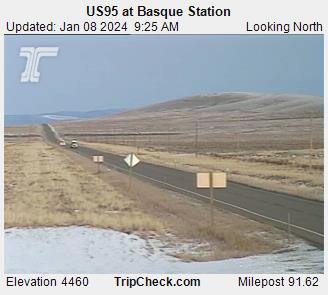 US95 at Basque Station
Updated: Jan 08 2024 9:25 AM Looking North
Elevation 4460 TripCheck.com Milepost 91.62